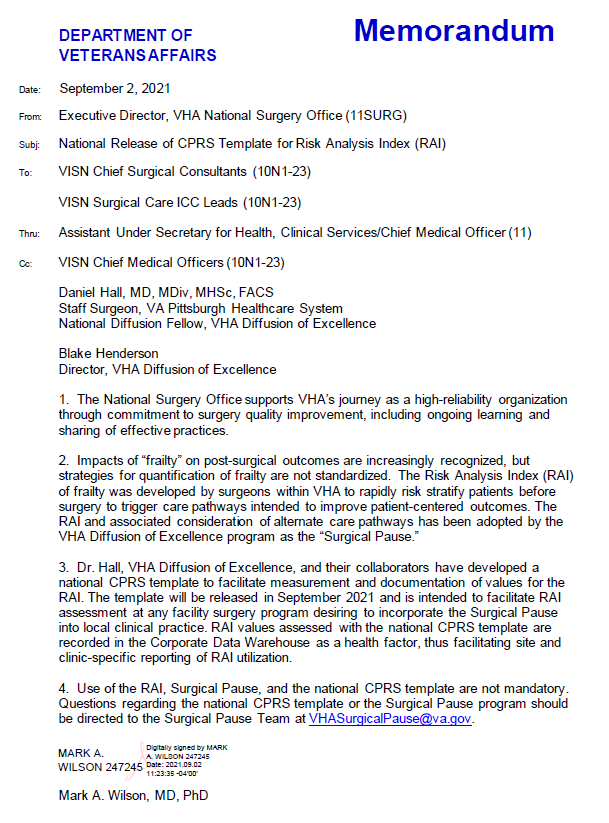 DEPARTMENT OF
VETERANS AFFAIRS
Memorandum
Date: September 2, 2021
From: Executive Director, VHA National Surgery Office (11SURG)
Subj: National Release of CPRS Template for Risk Analysis Index (RAI)
To: VISN Chief Surgical Consultants (10N1-23)
VISN Surgical Care ICC Leads (10N1-23)
Thru: Assistant Under Secretary for Health, Clinical Services/Chief Medical Officer (11)
Cc: VISN Chief Medical Officers (10N1-23)
Daniel Hall, MD, MDiv, MHSc, FACS
Staff Surgeon, VA Pittsburgh Healthcare System
National Diffusion Fellow, VHA Diffusion of Excellence
Blake Henderson
Director, VHA Diffusion of Excellence
1. The National Surgery Office supports VHA's journey as a high-reliability organization
through commitment to surgery quality improvement, including ongoing learning and
sharing of effective practices.
2. Impacts of “frailty” on post-surgical outcomes are increasingly recognized, but
strategies for quantification of frailty are not standardized. The Risk Analysis Index (RAI)
of frailty was developed by surgeons within VHA to rapidly risk stratify patients before
surgery to trigger care pathways intended to improve patient-centered outcomes. The
RAI and associated consideration of alternate care pathways has been adopted by the
VHA Diffusion of Excellence program as the “Surgical Pause.”
3. Dr. Hall, VHA Diffusion of Excellence, and their collaborators have developed a
national CPRS template to facilitate measurement and documentation of values for the
RAI. The template will be released in September 2021 and is intended to facilitate RAI
assessment at any facility surgery program desiring to incorporate the Surgical Pause
into local clinical practice. RAI values assessed with the national CPRS template are
recorded in the Corporate Data Warehouse as a health factor, thus facilitating site and
clinic-specific reporting of RAI utilization.
4. Use of the RAI, Surgical Pause, and the national CPRS template are not mandatory.
Questions regarding the national CPRS template or the Surgical Pause program should
be directed to the Surgical Pause Team at VHASurgicalPause@va.gov.
MARK A.
WILSON 247245
Digitally signed by MARK
A. WILSON 247245
Date: 2021.09.02
11:23:35 -04'00'
Mark A. Wilson, MD, PhD